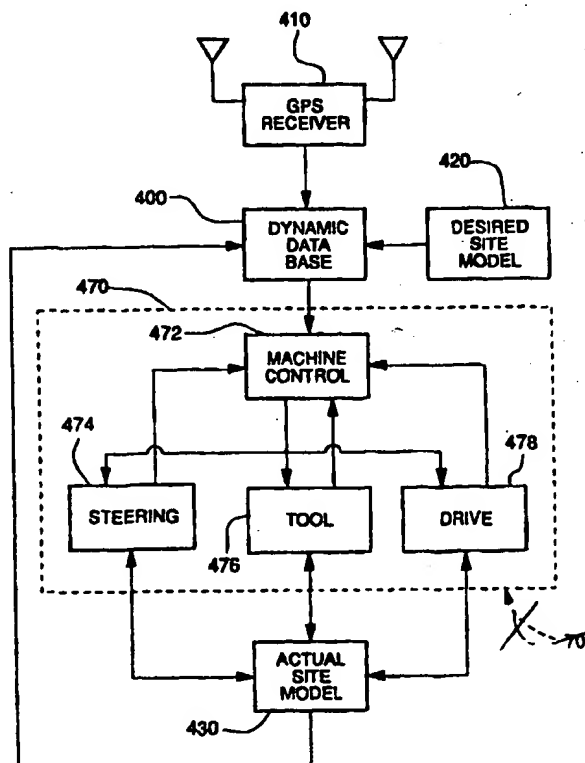 410
GPS
RECEIVER
420
400
DYNAMIC
DATA
BASE
DESIRED
SITE
MODEL
470
472
MACHINE
CONTROL
474
478
STEERING
TOOL
DRIVE
476
70
ACTUAL
SITE
MODEL
430